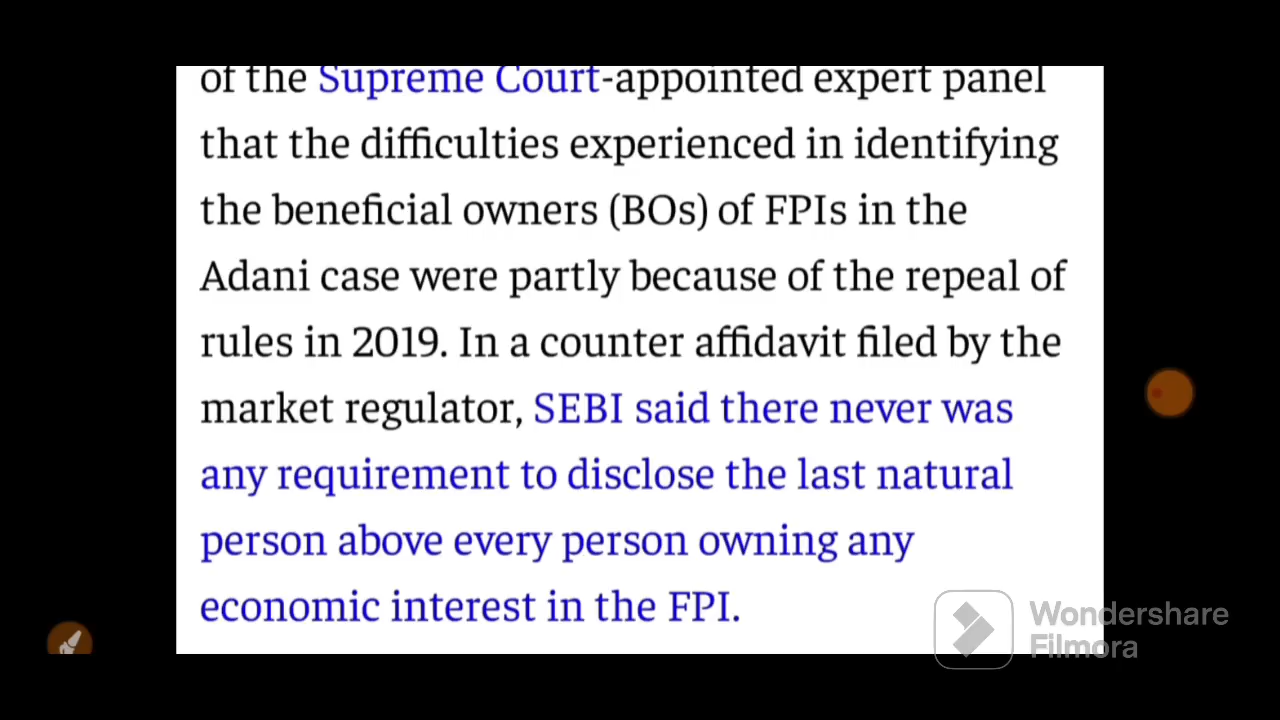 of the Supreme Court-appointed expert panel
that the difficulties experienced in identifying
the beneficial owners (BOs) of FPIs in the
Adani case were partly because of the repeal of
rules in 2019. In a counter affidavit filed by the
market regulator, SEBI said there never was
any requirement to disclose the last natural
person above every person owning any
economic interest in the FPI.
Wondershare
Filmora